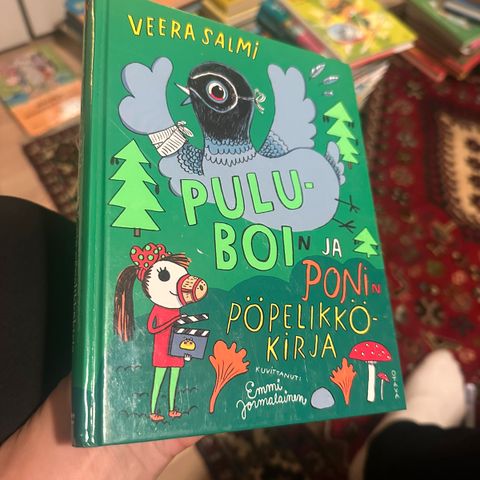 VEERA SALMi
PULU-
BOIN JA
PONiN
PÖPELIKKÖ-
KiRJA
KUVITTANUT:
Emmi
Jormalainen
OTAVA